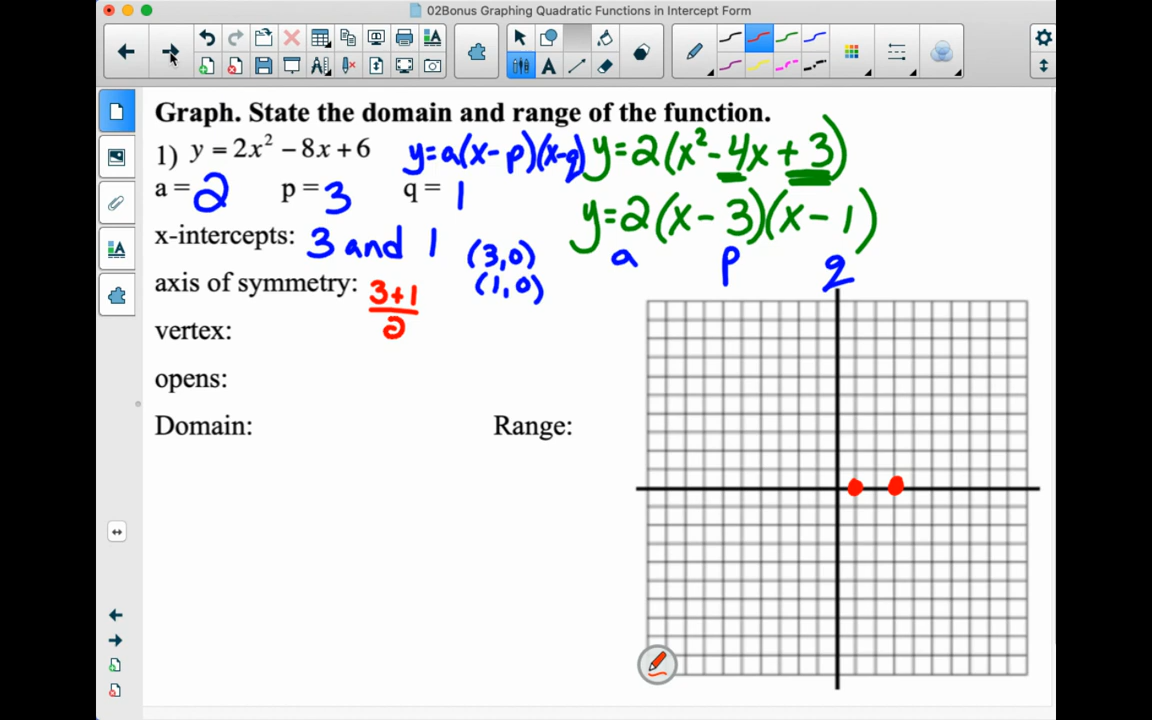 02Bonus Graphing Quadratic Functions in Intercept Form
Graph. State the domain and range of the function.
1) y = 2x² − 8x + 6 y=a(x-p)(x-q) y=2(x²-4x+3)
a = 2 p = 3 q = 1 y=2(x-3)(x-1)
a p q
x-intercepts: 3 and 1 (3,0)
(1,0)
axis of symmetry: 3+1
2
vertex:
opens:
Domain: Range: